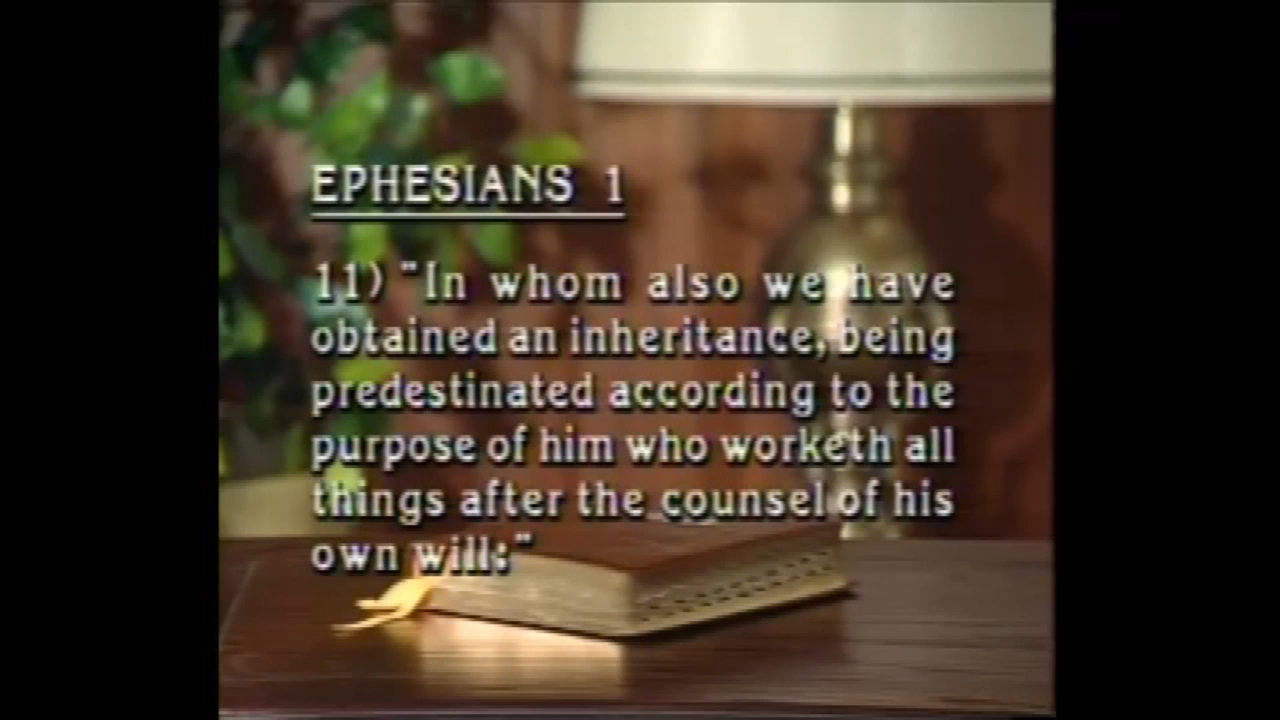 EPHESIANS 1
11) "In whom also we have
obtained an inheritance, being
predestinated according to the
purpose of him who worketh all
things after the counsel of his
own will:"